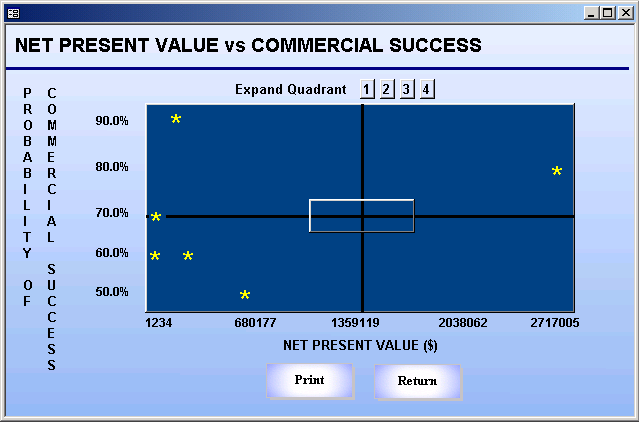 NET PRESENT VALUE vs COMMERCIAL SUCCESS
Expand Quadrant 1 2 3 4
PROBABILITY OF
COMMERCIAL SUCCESS
90.0%
80.0%
70.0%
60.0%
50.0%
1234 680177 1359119 2038062 2717005
NET PRESENT VALUE ($)
Print Return